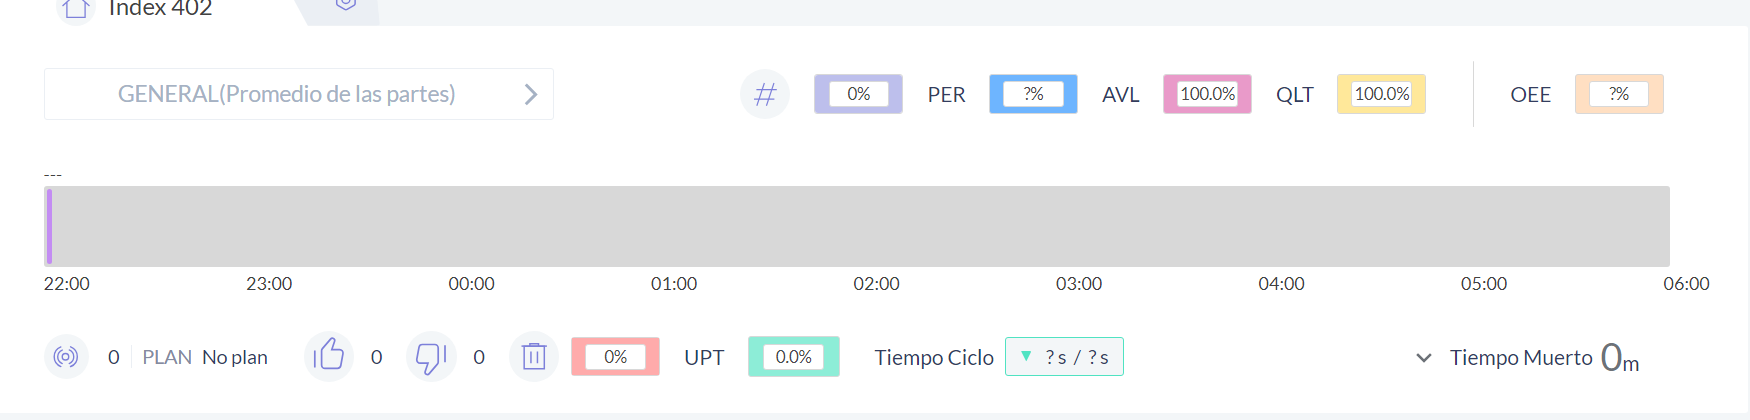 Index 402
GENERAL(Promedio de las partes)
# 0% PER ?% AVL 100.0% QLT 100.0% OEE ?%
---
22:00 23:00 00:00 01:00 02:00 03:00 04:00 05:00 06:00
0 PLAN No plan 0 0 0% UPT 0.0% Tiempo Ciclo ?s / ?s Tiempo Muerto 0m